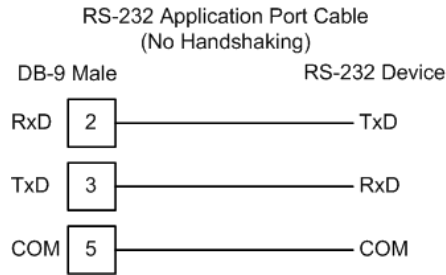 RS-232 Application Port Cable
(No Handshaking)
DB-9 Male RS-232 Device
RxD 2 TxD
TxD 3 RxD
COM 5 COM